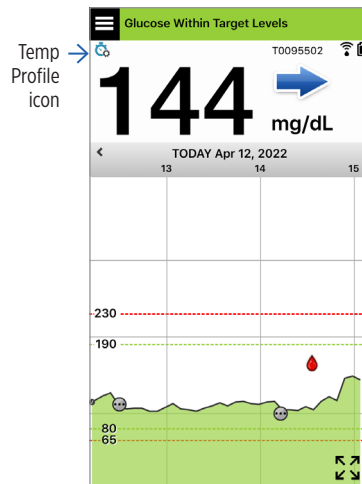 Glucose Within Target Levels
Temp
Profile
icon
T0095502
144
mg/dL
TODAY Apr 12, 2022
13 14 15
230
190
80
65